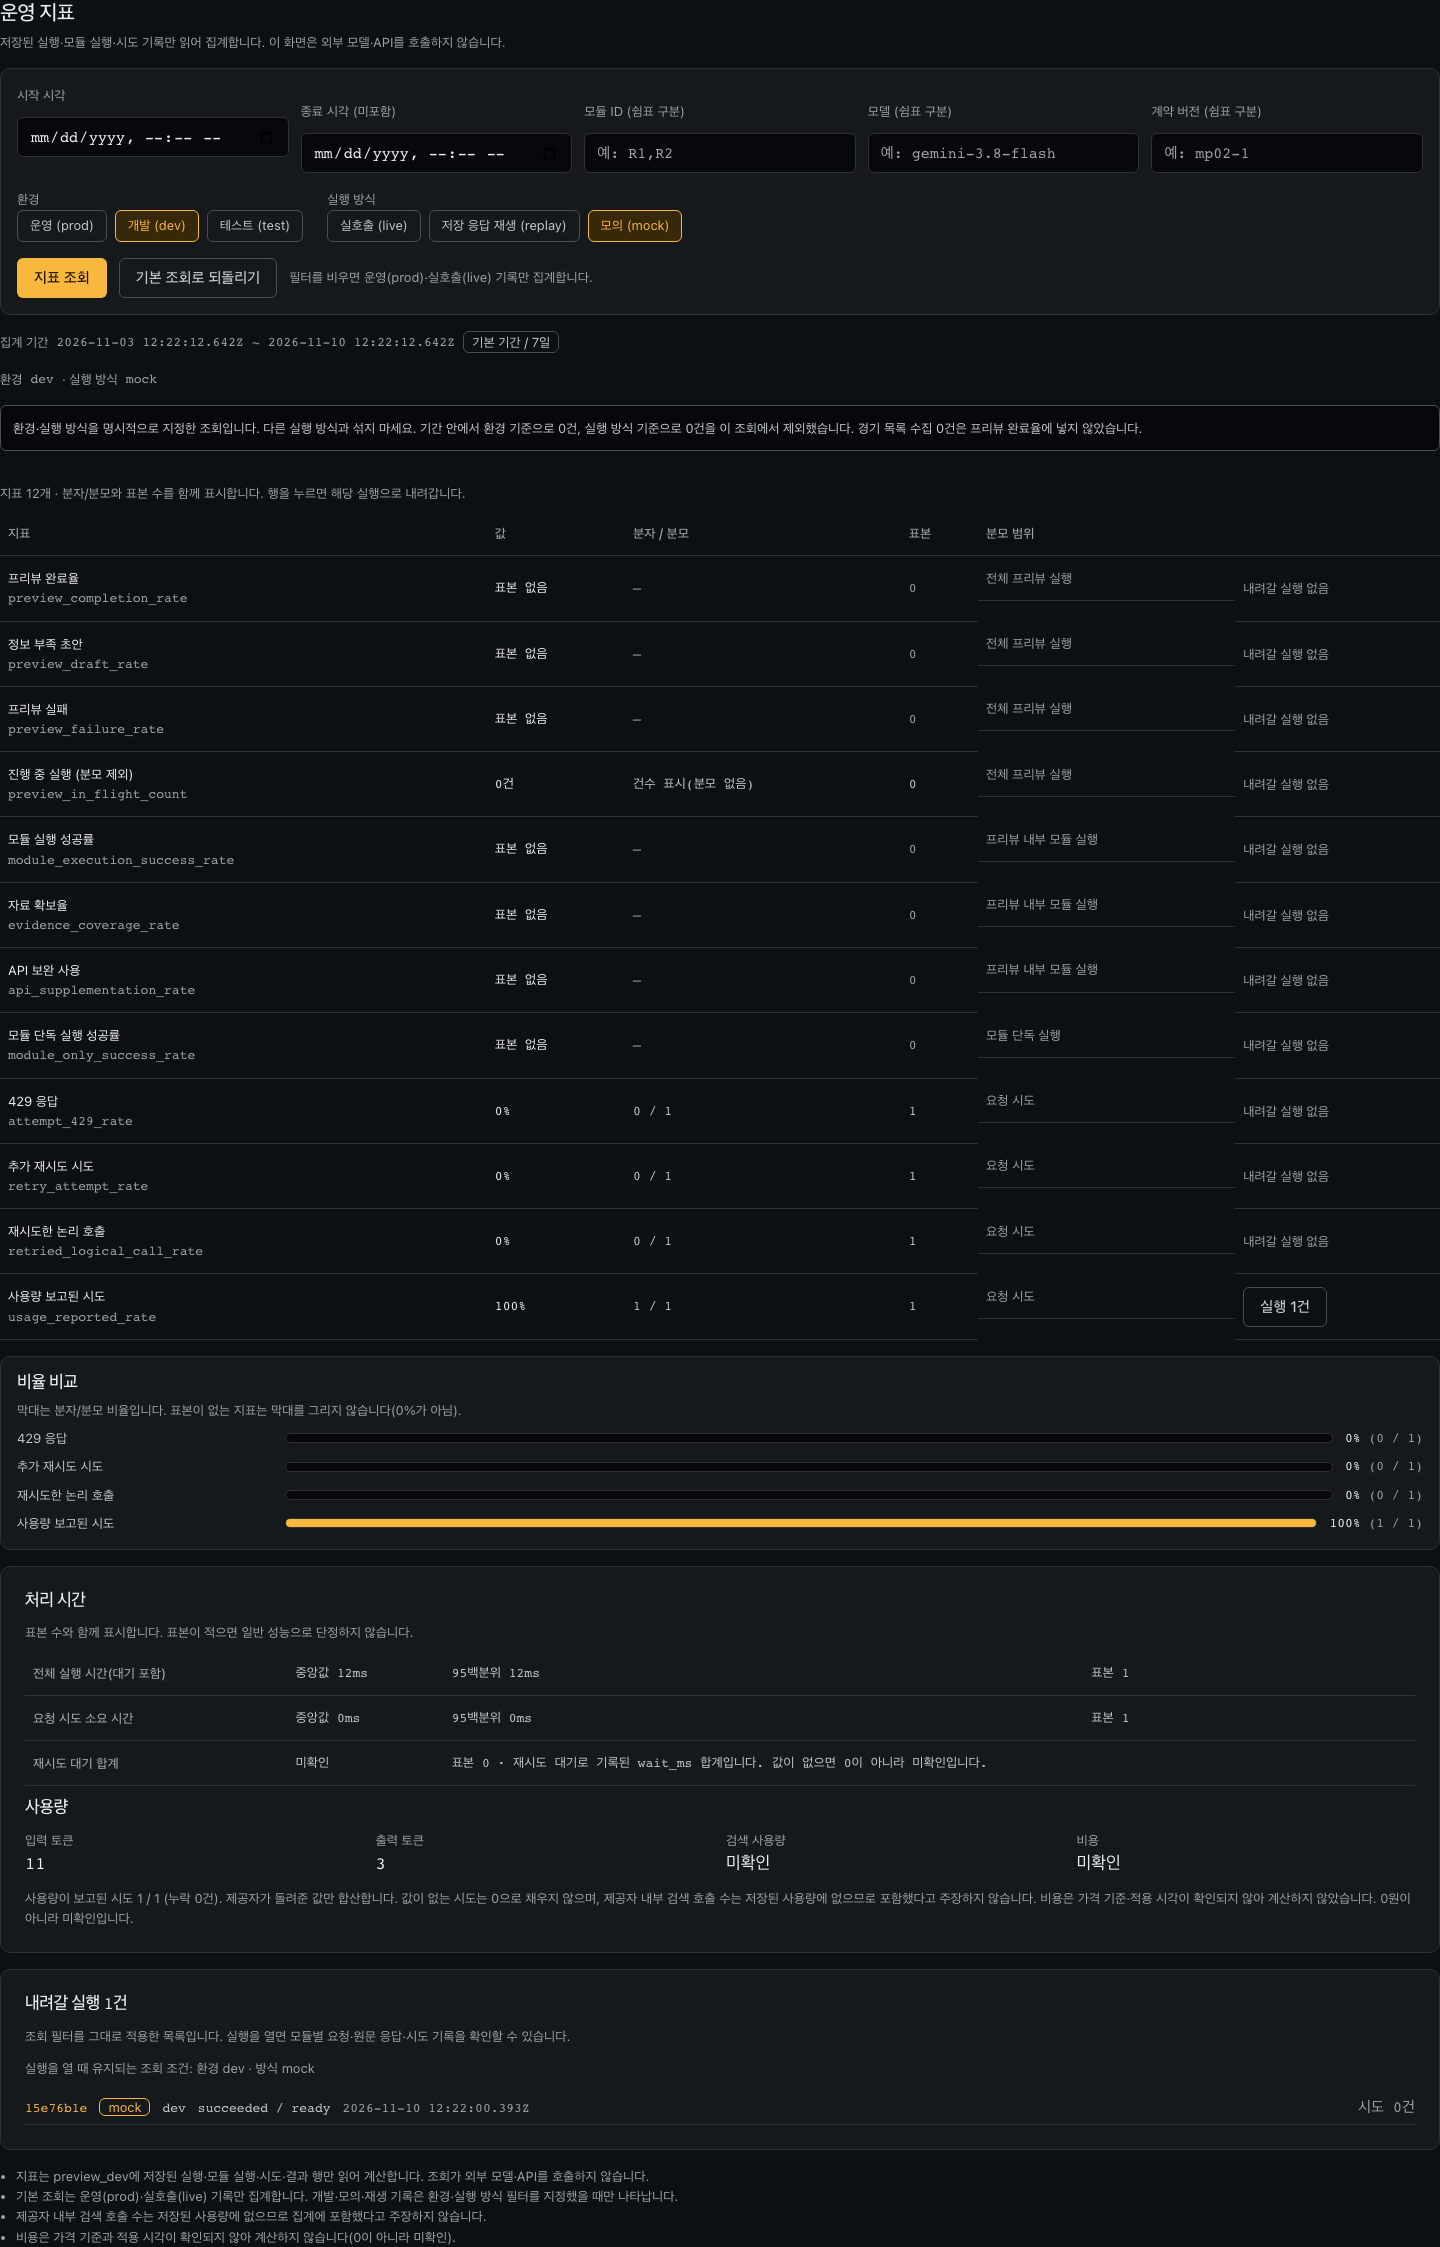 운영 지표
저장된 실행·모듈 실행·시도 기록만 읽어 집계합니다. 이 화면은 외부 모델·API를 호출하지 않습니다.
시작 시각
종료 시각 (미포함)
모듈 ID (쉼표 구분)
모델 (쉼표 구분)
계약 버전 (쉼표 구분)
mm/dd/yyyy, --:-- --
mm/dd/yyyy, --:-- --
예: R1,R2
예: gemini-3.8-flash
예: mp02-1
환경
실행 방식
운영 (prod)
개발 (dev)
테스트 (test)
실호출 (live)
저장 응답 재생 (replay)
모의 (mock)
지표 조회
기본 조회로 되돌리기
필터를 비우면 운영(prod)·실호출(live) 기록만 집계합니다.
집계 기간 2026-11-03 12:22:12.642Z ~ 2026-11-10 12:22:12.642Z 기본 기간 / 7일
환경 dev · 실행 방식 mock
환경·실행 방식을 명시적으로 지정한 조회입니다. 다른 실행 방식과 섞지 마세요. 기간 안에서 환경 기준으로 0건, 실행 방식 기준으로 0건을 이 조회에서 제외했습니다. 경기 목록 수집 0건은 프리뷰 완료율에 넣지 않았습니다.
지표 12개 · 분자/분모와 표본 수를 함께 표시합니다. 행을 누르면 해당 실행으로 내려갑니다.
지표 값 분자 / 분모 표본 분모 범위
프리뷰 완료율 표본 없음 — 0 전체 프리뷰 실행 내려갈 실행 없음
preview_completion_rate
정보 부족 초안 표본 없음 — 0 전체 프리뷰 실행 내려갈 실행 없음
preview_draft_rate
프리뷰 실패 표본 없음 — 0 전체 프리뷰 실행 내려갈 실행 없음
preview_failure_rate
진행 중 실행 (분모 제외) 0건 건수 표시(분모 없음) 0 전체 프리뷰 실행 내려갈 실행 없음
preview_in_flight_count
모듈 실행 성공률 표본 없음 — 0 프리뷰 내부 모듈 실행 내려갈 실행 없음
module_execution_success_rate
자료 확보율 표본 없음 — 0 프리뷰 내부 모듈 실행 내려갈 실행 없음
evidence_coverage_rate
API 보완 사용 표본 없음 — 0 프리뷰 내부 모듈 실행 내려갈 실행 없음
api_supplementation_rate
모듈 단독 실행 성공률 표본 없음 — 0 모듈 단독 실행 내려갈 실행 없음
module_only_success_rate
429 응답 0% 0 / 1 1 요청 시도 내려갈 실행 없음
attempt_429_rate
추가 재시도 시도 0% 0 / 1 1 요청 시도 내려갈 실행 없음
retry_attempt_rate
재시도한 논리 호출 0% 0 / 1 1 요청 시도 내려갈 실행 없음
retried_logical_call_rate
사용량 보고된 시도 100% 1 / 1 1 요청 시도 실행 1건
usage_reported_rate
비율 비교
막대는 분자/분모 비율입니다. 표본이 없는 지표는 막대를 그리지 않습니다(0%가 아님).
429 응답 0% (0 / 1)
추가 재시도 시도 0% (0 / 1)
재시도한 논리 호출 0% (0 / 1)
사용량 보고된 시도 100% (1 / 1)
처리 시간
표본 수와 함께 표시합니다. 표본이 적으면 일반 성능으로 단정하지 않습니다.
전체 실행 시간(대기 포함) 중앙값 12ms 95백분위 12ms 표본 1
요청 시도 소요 시간 중앙값 0ms 95백분위 0ms 표본 1
재시도 대기 합계 미확인 표본 0 · 재시도 대기로 기록된 wait_ms 합계입니다. 값이 없으면 0이 아니라 미확인입니다.
사용량
입력 토큰 출력 토큰 검색 사용량 비용
11 3 미확인 미확인
사용량이 보고된 시도 1 / 1 (누락 0건). 제공자가 돌려준 값만 합산합니다. 값이 없는 시도는 0으로 채우지 않으며, 제공자 내부 검색 호출 수는 저장된 사용량에 없으므로 포함했다고 주장하지 않습니다. 비용은 가격 기준·적용 시각이 확인되지 않아 계산하지 않았습니다. 0원이
아니라 미확인입니다.
내려갈 실행 1건
조회 필터를 그대로 적용한 목록입니다. 실행을 열면 모듈별 요청·원문 응답·시도 기록을 확인할 수 있습니다.
실행을 열 때 유지되는 조회 조건: 환경 dev · 방식 mock
15e76b1e mock dev succeeded / ready 2026-11-10 12:22:00.393Z 시도 0건
• 지표는 preview_dev에 저장된 실행·모듈 실행·시도·결과 행만 읽어 계산합니다. 조회가 외부 모델·API를 호출하지 않습니다.
• 기본 조회는 운영(prod)·실호출(live) 기록만 집계합니다. 개발·모의·재생 기록은 환경·실행 방식 필터를 지정했을 때만 나타납니다.
• 제공자 내부 검색 호출 수는 저장된 사용량에 없으므로 집계에 포함했다고 주장하지 않습니다.
• 비용은 가격 기준과 적용 시각이 확인되지 않아 계산하지 않습니다(0이 아니라 미확인).